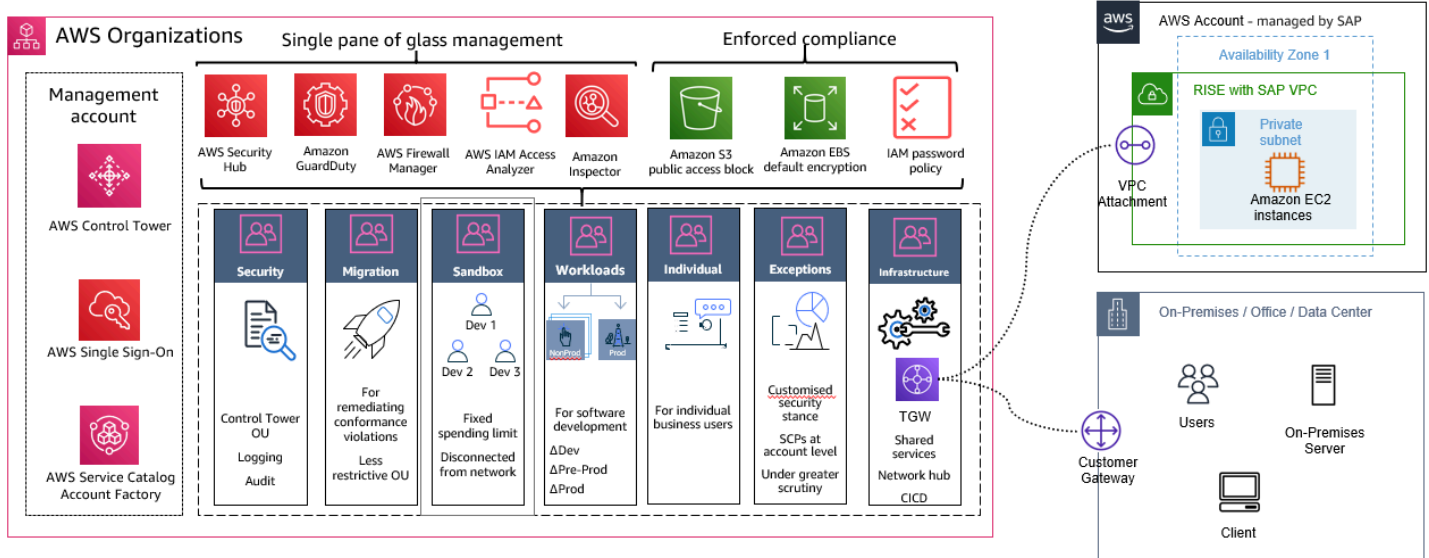 AWS Organizations
Single pane of glass management
Enforced compliance
Management
account
AWS Control Tower
AWS Single Sign-On
AWS Service Catalog
Account Factory
AWS Security
Hub
Amazon
GuardDuty
AWS Firewall
Manager
AWS IAM Access
Analyzer
Amazon
Inspector
Amazon S3
public access block
Amazon EBS
default encryption
IAM password
policy
Security
Control Tower
OU
Logging
Audit
Migration
For
remediating
conformance
violations
Less
restrictive OU
Sandbox
Dev 1
Dev 2
Dev 3
Fixed
spending limit
Disconnected
from network
Workloads
NonProd
Prod
For software
development
ΔDev
ΔPre-Prod
ΔProd
Individual
For individual
business users
Exceptions
Customised
security
stance
SCPs at
account level
Under greater
scrutiny
Infrastructure
TGW
Shared
services
Network hub
CICD
aws
AWS Account - managed by SAP
Availability Zone 1
RISE with SAP VPC
Private
subnet
Amazon EC2
instances
VPC
Attachment
On-Premises / Office / Data Center
Users
On-Premises
Server
Customer
Gateway
Client